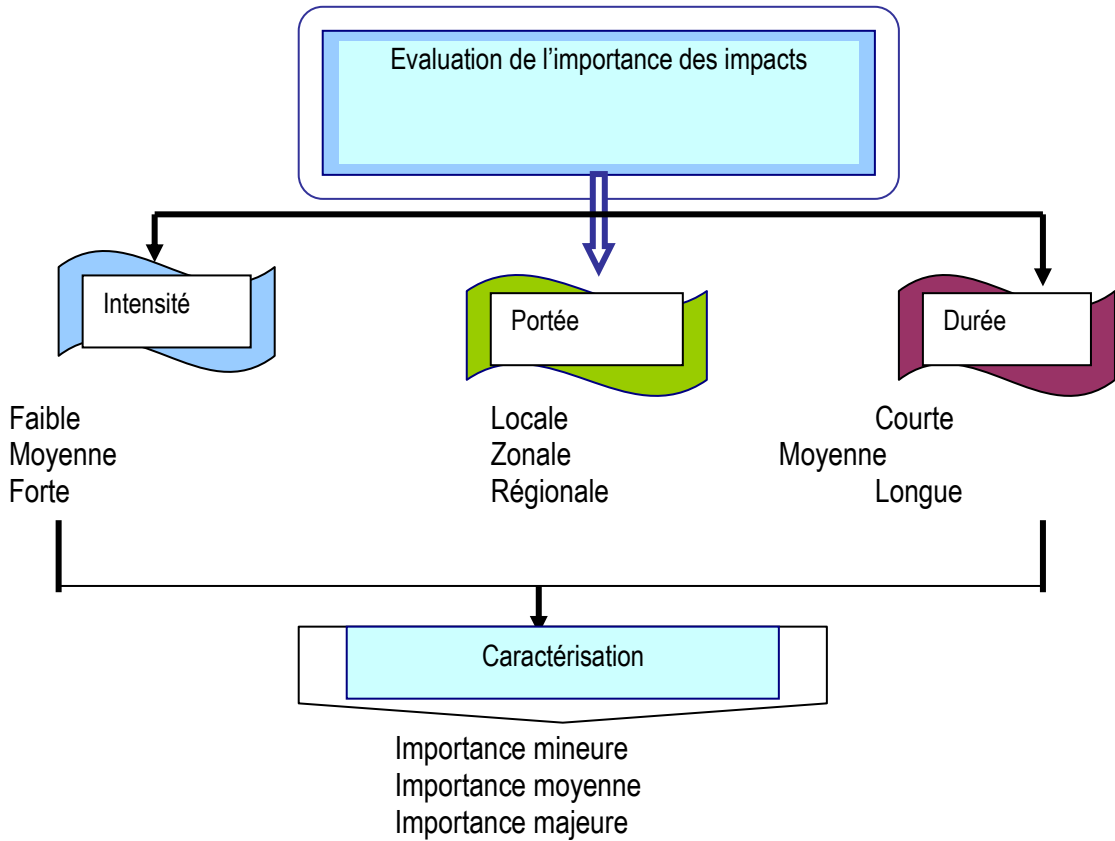 Evaluation de l’importance des impacts
Intensité
Portée
Durée
Faible
Moyenne
Forte
Locale
Zonale
Régionale
Courte
Moyenne
Longue
Caractérisation
Importance mineure
Importance moyenne
Importance majeure